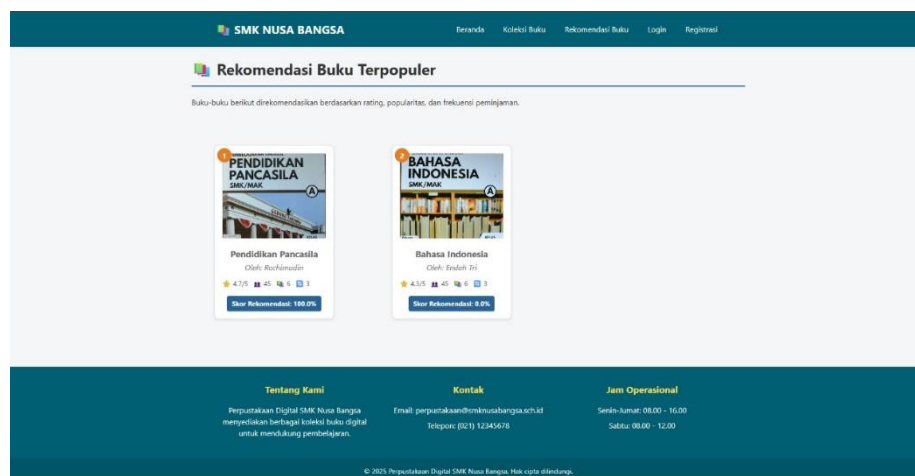 SMK NUSA BANGSA
Beranda Koleksi Buku Rekomendasi Buku Login Registrasi
Rekomendasi Buku Terpopuler
Buku-buku berikut direkomendasikan berdasarkan rating, popularitas, dan frekuensi peminjaman.
1
PENDIDIKAN
PANCASILA
SMK/MAK
A
Pendidikan Pancasila
Oleh: Rochimudin
4.7/5 45 6 3
Skor Rekomendasi: 100.0%
2
BAHASA
INDONESIA
SMK/MAK
A
Bahasa Indonesia
Oleh: Endah Tri
4.3/5 45 6 3
Skor Rekomendasi: 0.0%
Tentang Kami
Perpustakaan Digital SMK Nusa Bangsa
menyediakan berbagai koleksi buku digital
untuk mendukung pembelajaran.
Kontak
Email: perpustakaan@smknusabangsa.sch.id
Telepon: (021) 12345678
Jam Operasional
Senin-Jumat: 08.00 - 16.00
Sabtu: 08.00 - 12.00
© 2025 Perpustakaan Digital SMK Nusa Bangsa. Hak cipta dilindungi.